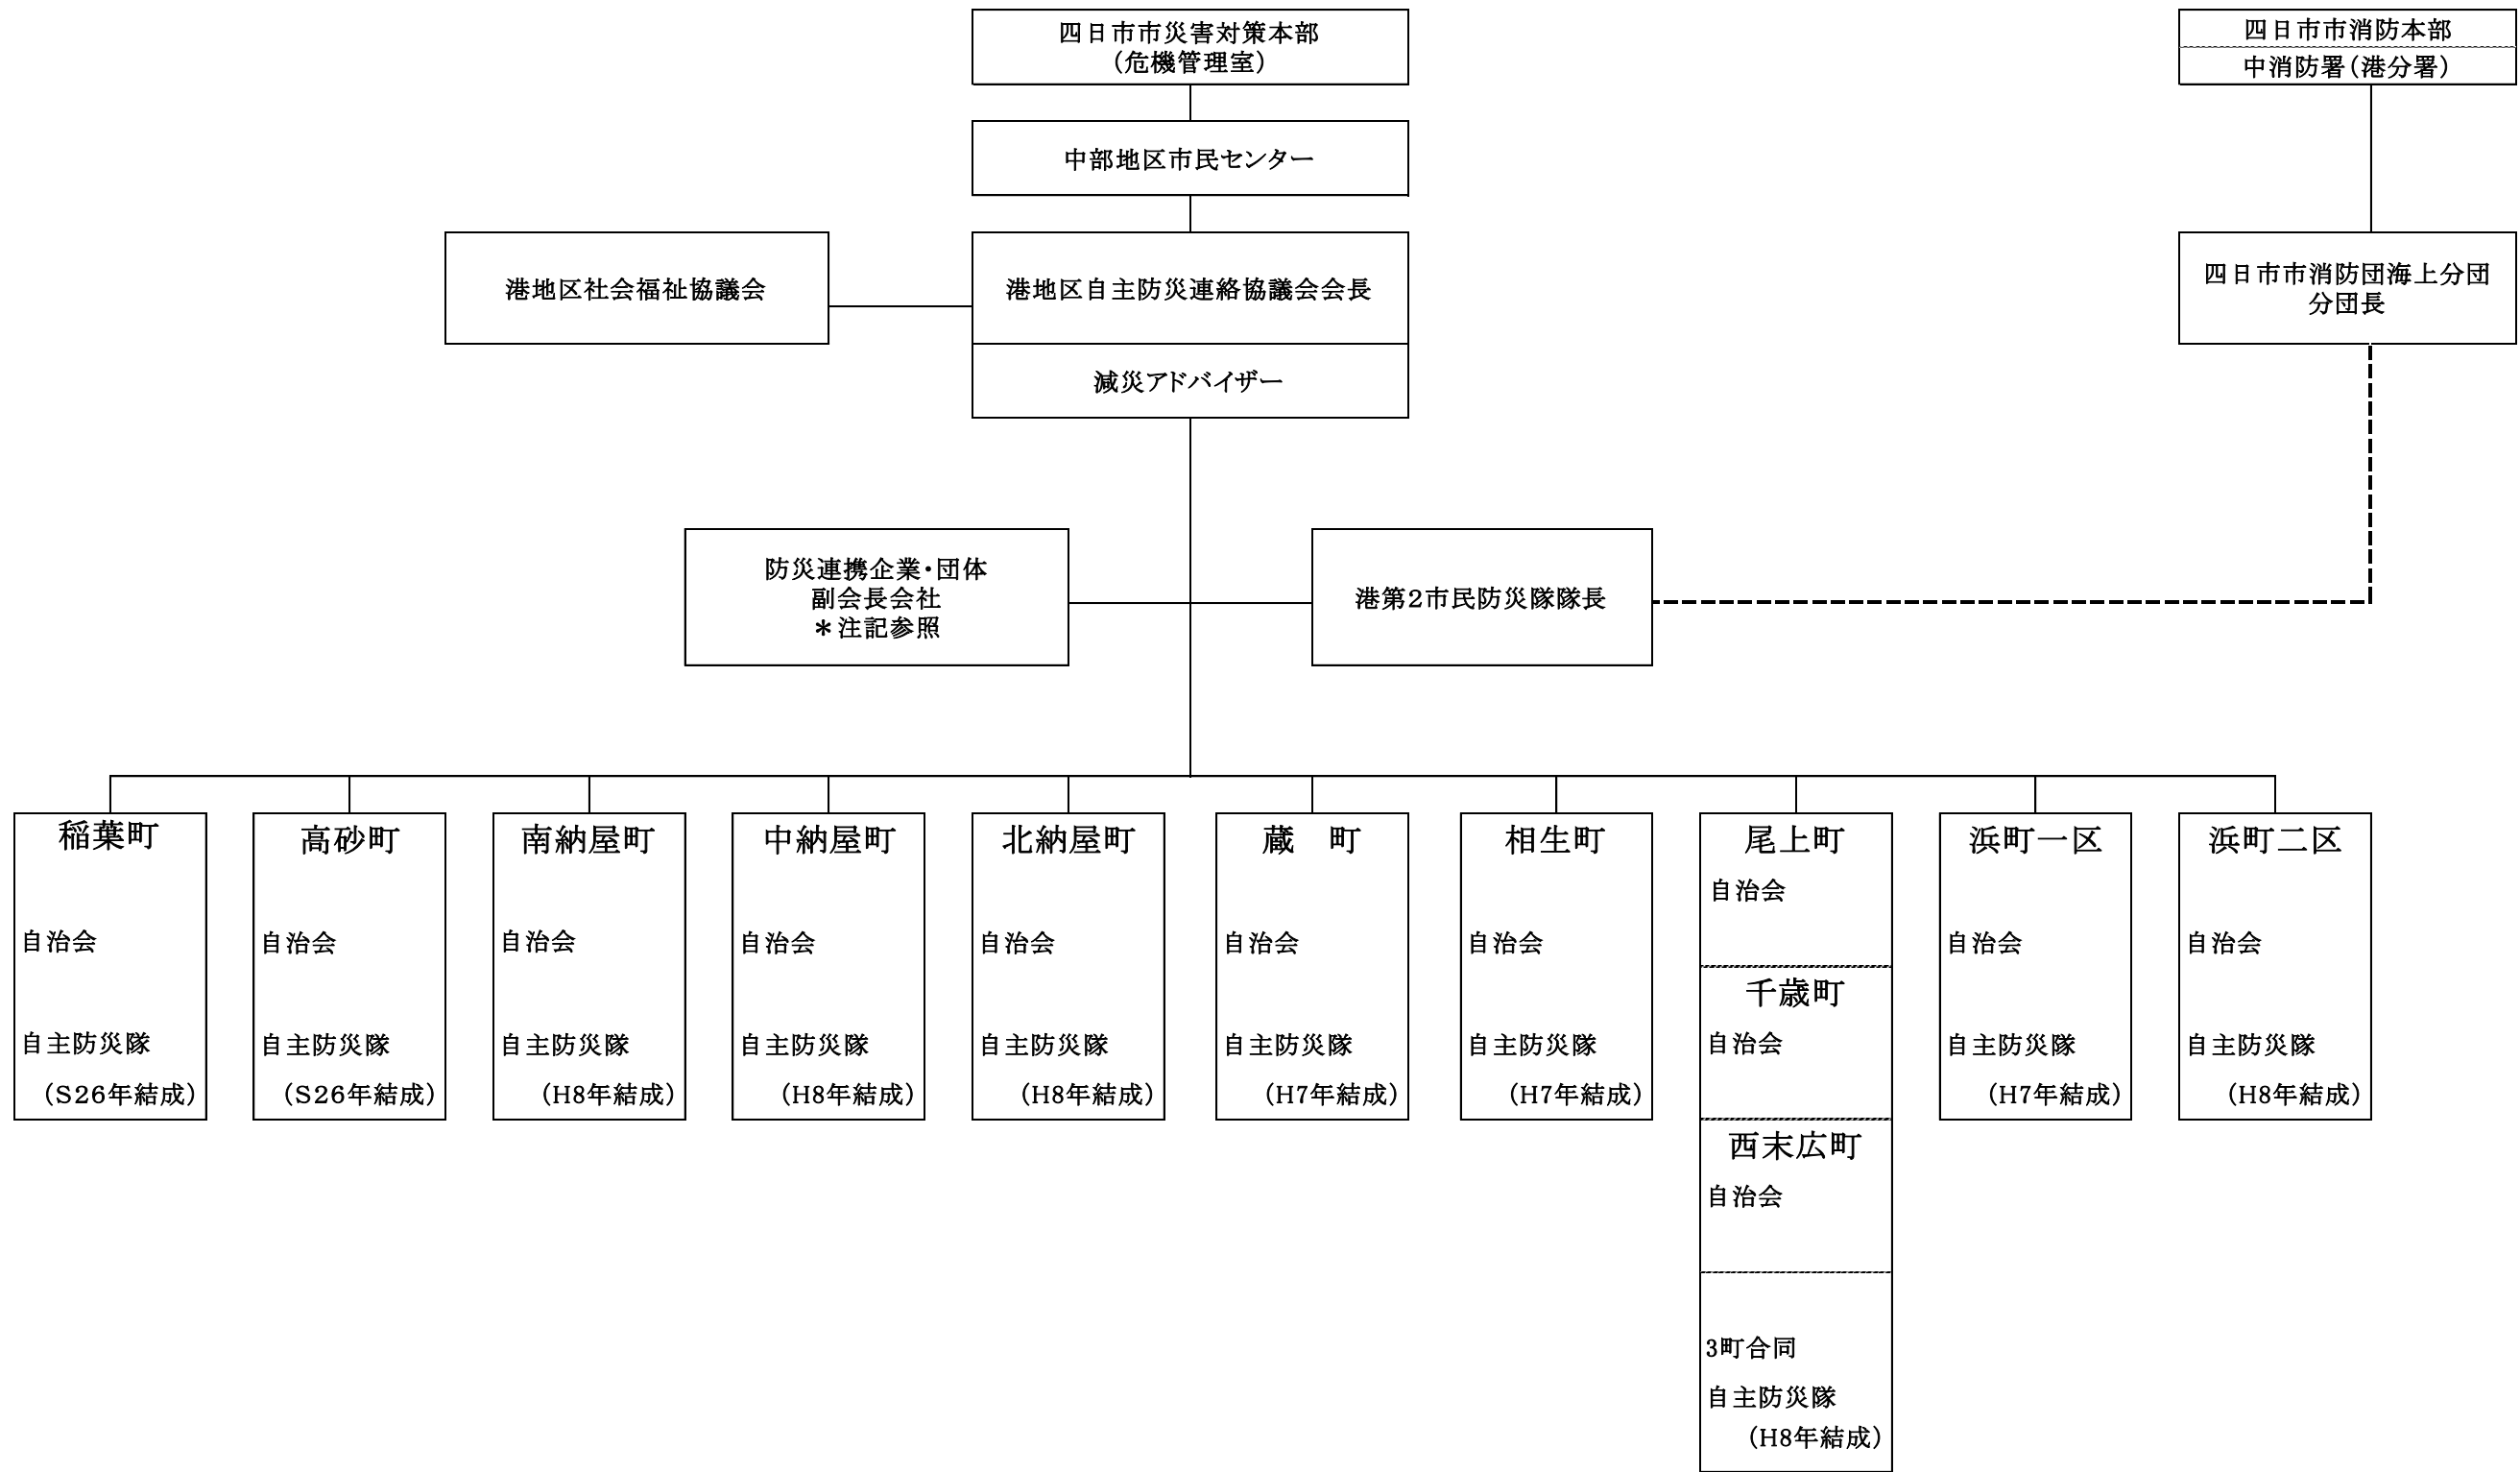 四日市市災害対策本部
（危機管理室）
四日市市消防本部
中消防署（港分署）
中部地区市民センター
港地区社会福祉協議会
港地区自主防災連絡協議会会長
減災アドバイザー
四日市市消防団海上分団
分団長
防災連携企業・団体
副会長会社
＊注記参照
港第２市民防災隊隊長
稲葉町
自治会
自主防災隊
（S26年結成）
高砂町
自治会
自主防災隊
（S26年結成）
南納屋町
自治会
自主防災隊
（H8年結成）
中納屋町
自治会
自主防災隊
（H8年結成）
北納屋町
自治会
自主防災隊
（H8年結成）
蔵　町
自治会
自主防災隊
（H7年結成）
相生町
自治会
自主防災隊
（H7年結成）
尾上町
自治会
千歳町
自治会
西末広町
自治会
3町合同
自主防災隊
（H8年結成）
浜町一区
自治会
自主防災隊
（H7年結成）
浜町二区
自治会
自主防災隊
（H8年結成）